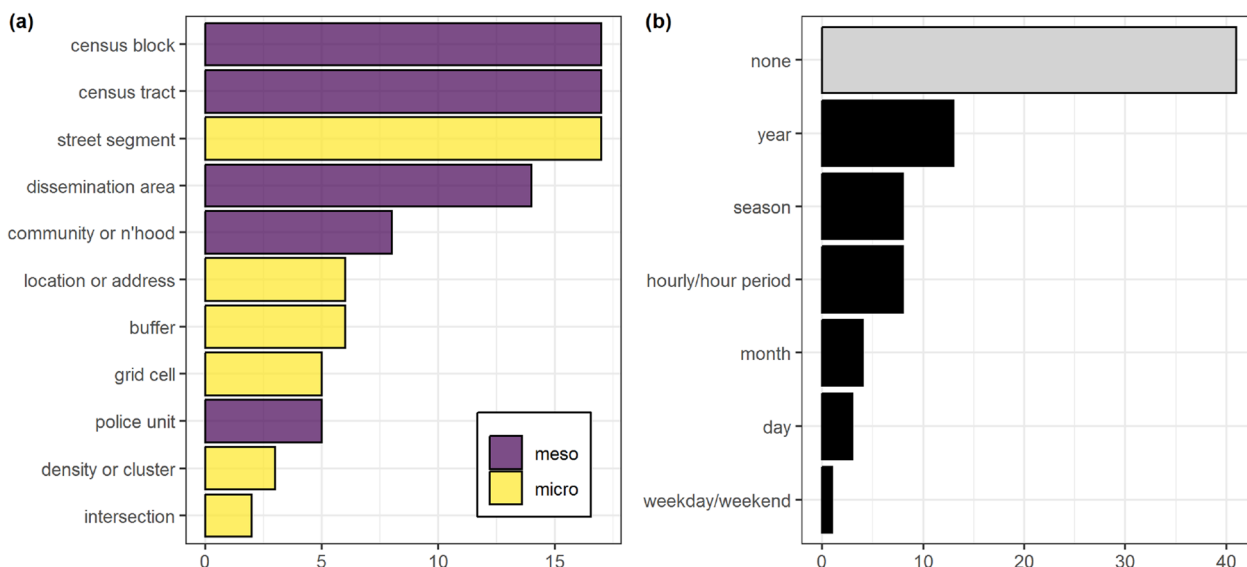 (a)
census block
census tract
street segment
dissemination area
community or n'hood
location or address
buffer
grid cell
police unit
density or cluster
intersection
meso
micro
0 5 10 15
(b)
none
year
season
hourly/hour period
month
day
weekday/weekend
0 10 20 30 40